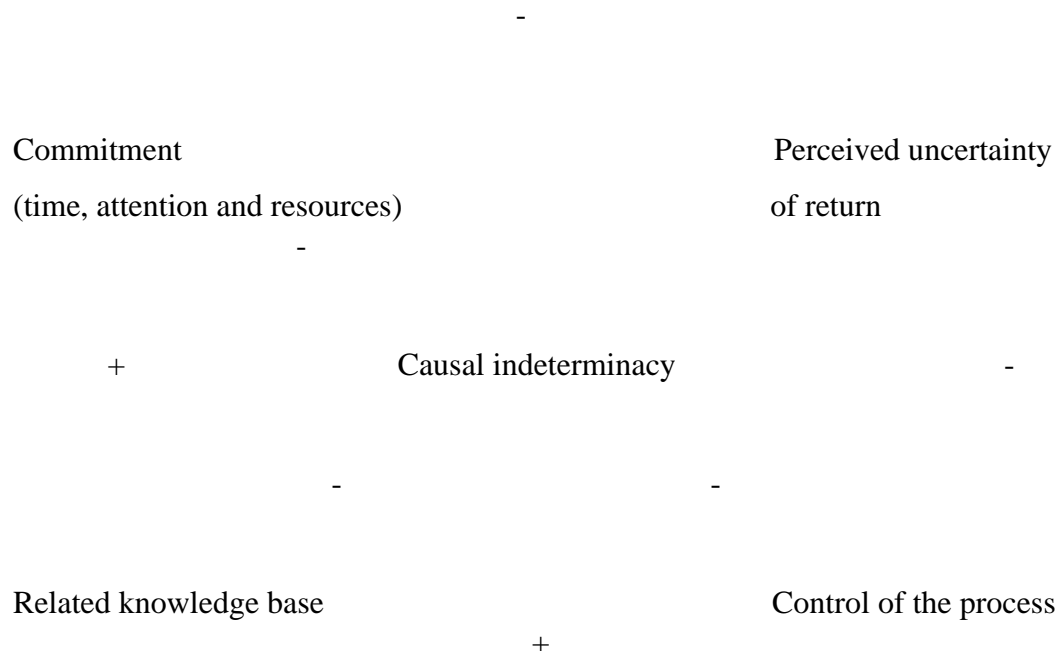 -
Commitment Perceived uncertainty
(time, attention and resources) of return
-
+ Causal indeterminacy -
- -
Related knowledge base Control of the process
+